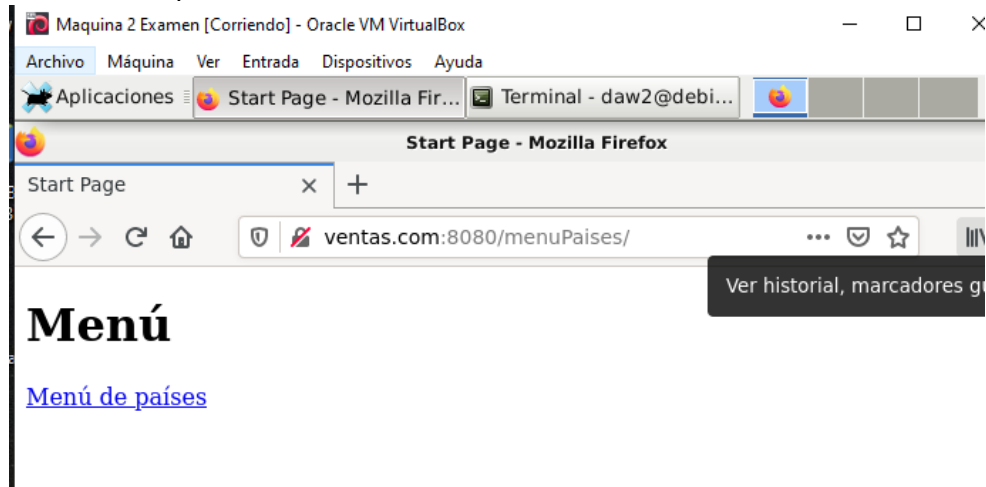 Maquina 2 Examen [Corriendo] - Oracle VM VirtualBox
Archivo Máquina Ver Entrada Dispositivos Ayuda
Aplicaciones Start Page - Mozilla Fir... Terminal - daw2@debi...
Start Page - Mozilla Firefox
Start Page
ventas.com:8080/menuPaises/
Ver historial, marcadores
Menú
Menú de países